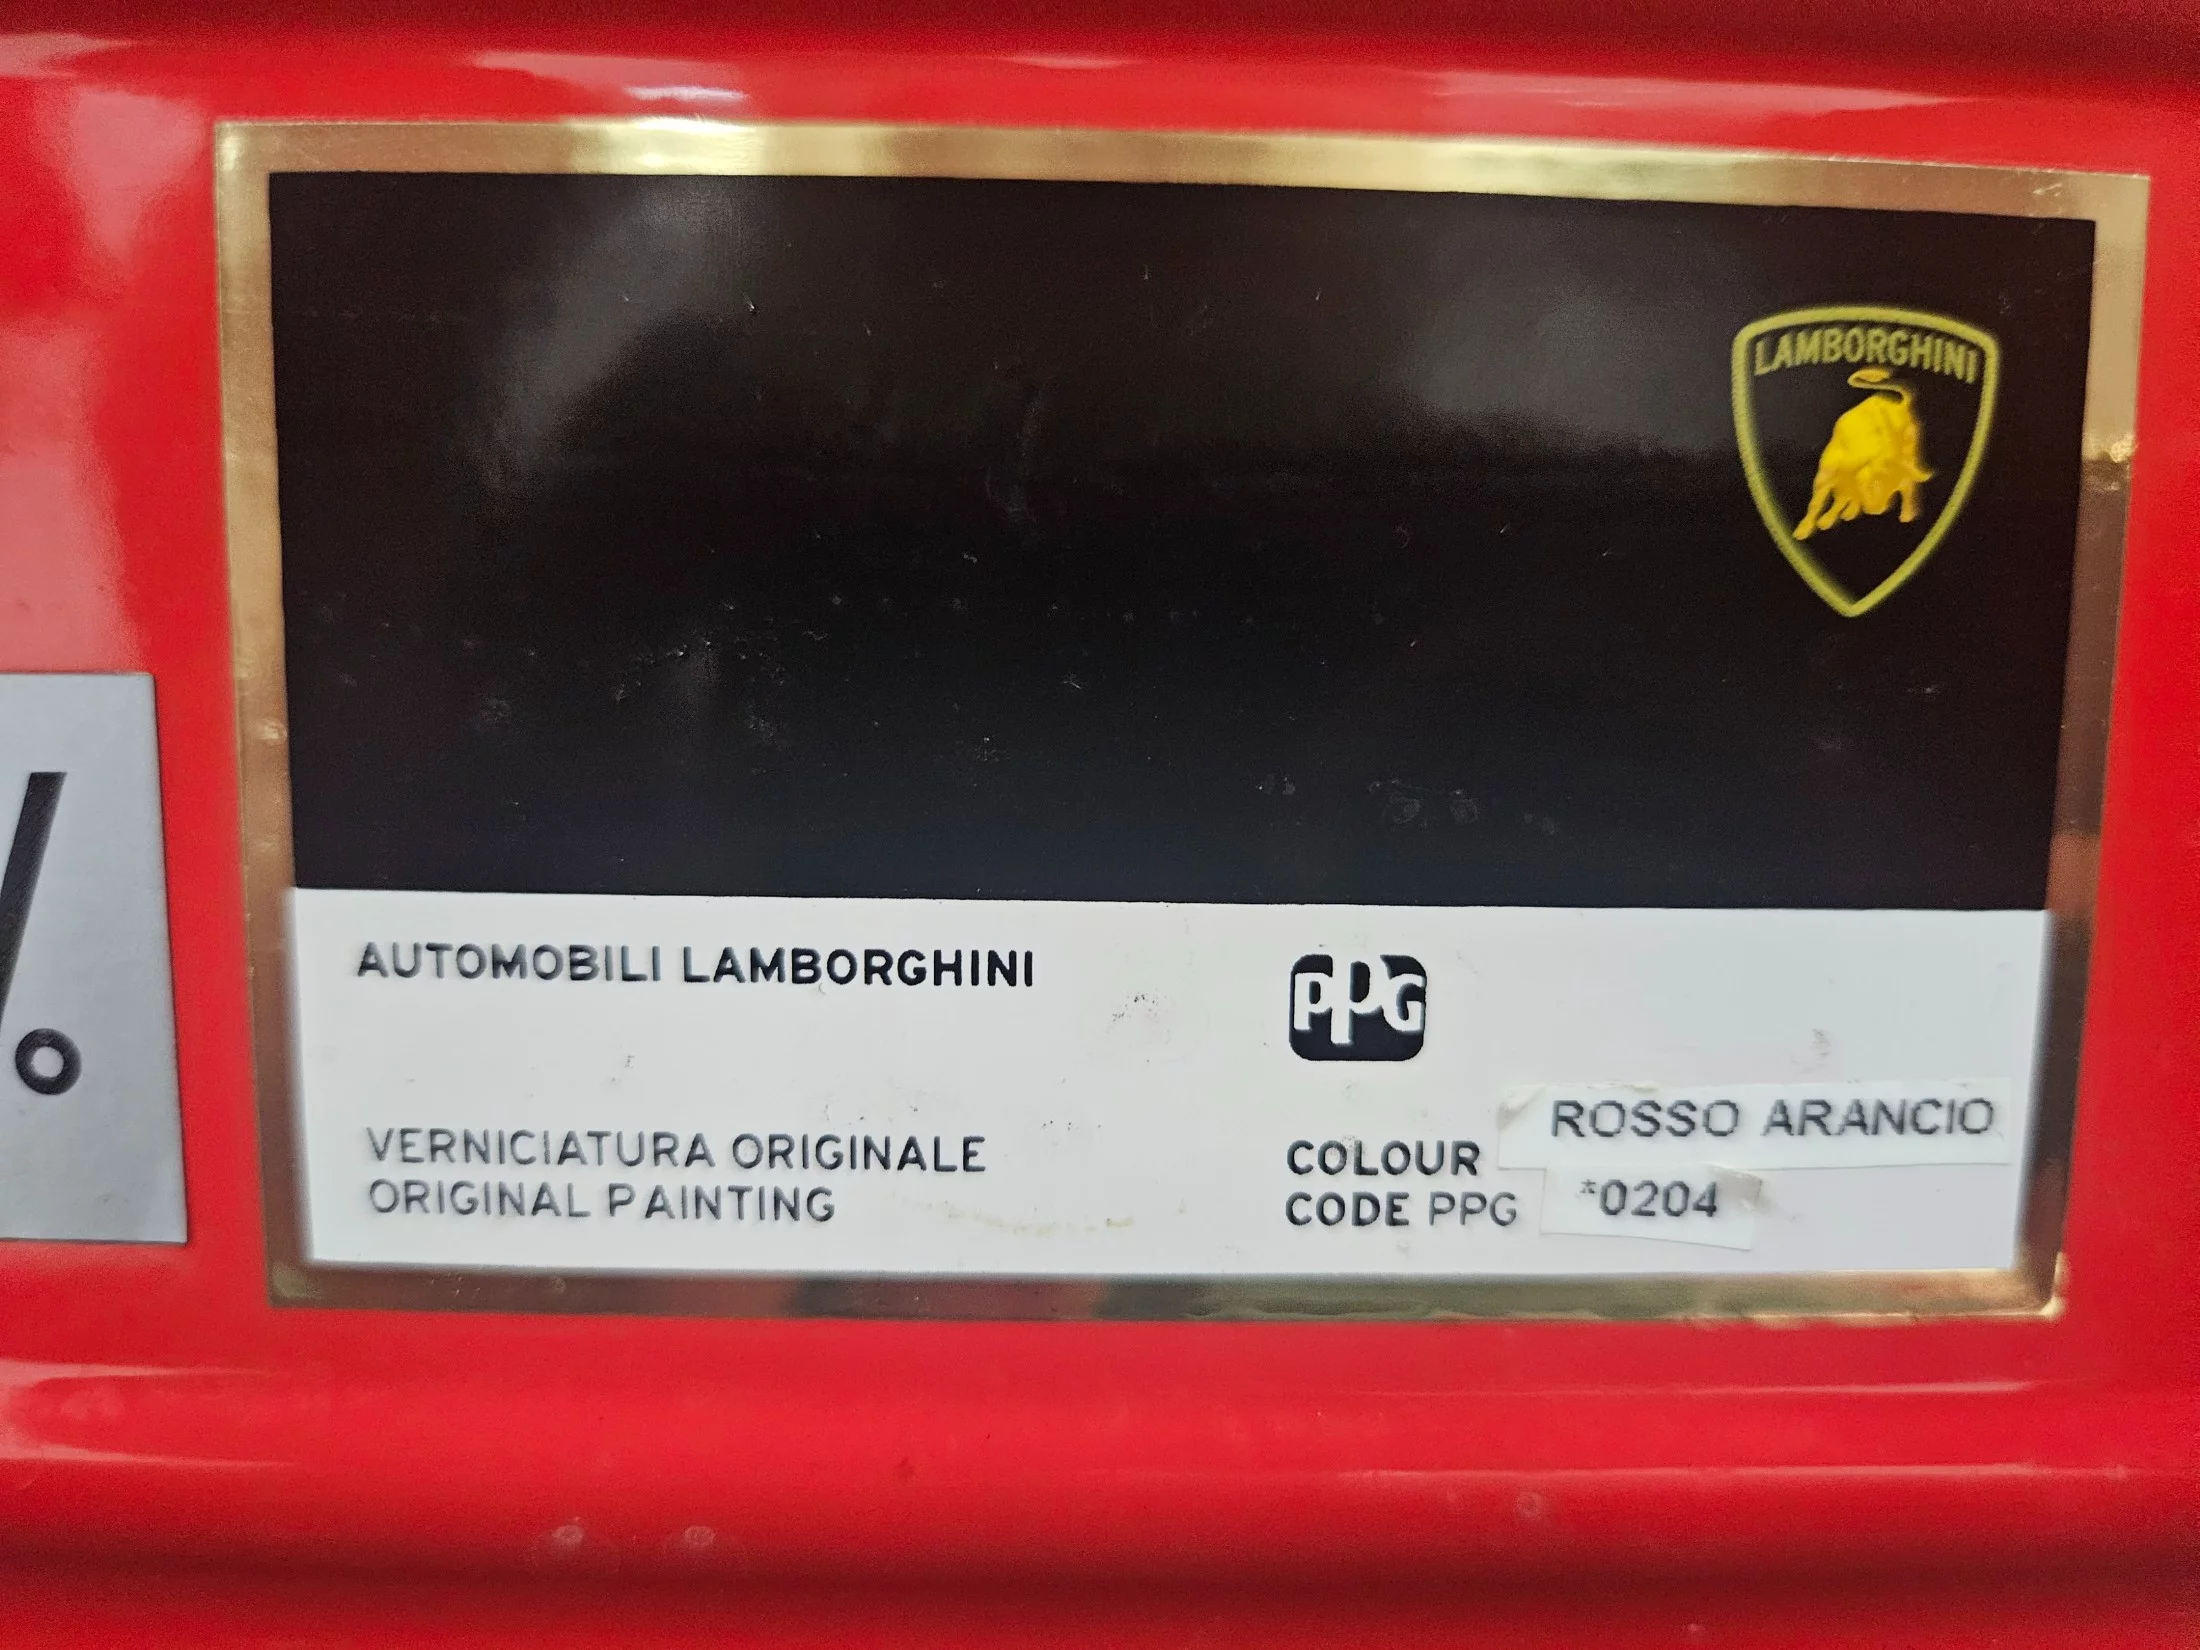 LAMBORGHINI
%
AUTOMOBILI LAMBORGHINI
PPG
VERNICIATURA ORIGINALE
ORIGINAL PAINTING
COLOUR ROSSO ARANCIO
CODE PPG *0204